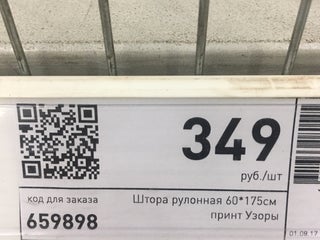 349
руб./шт
код для заказа
659898
Штора рулонная 60*175см
принт Узоры
01.09.17